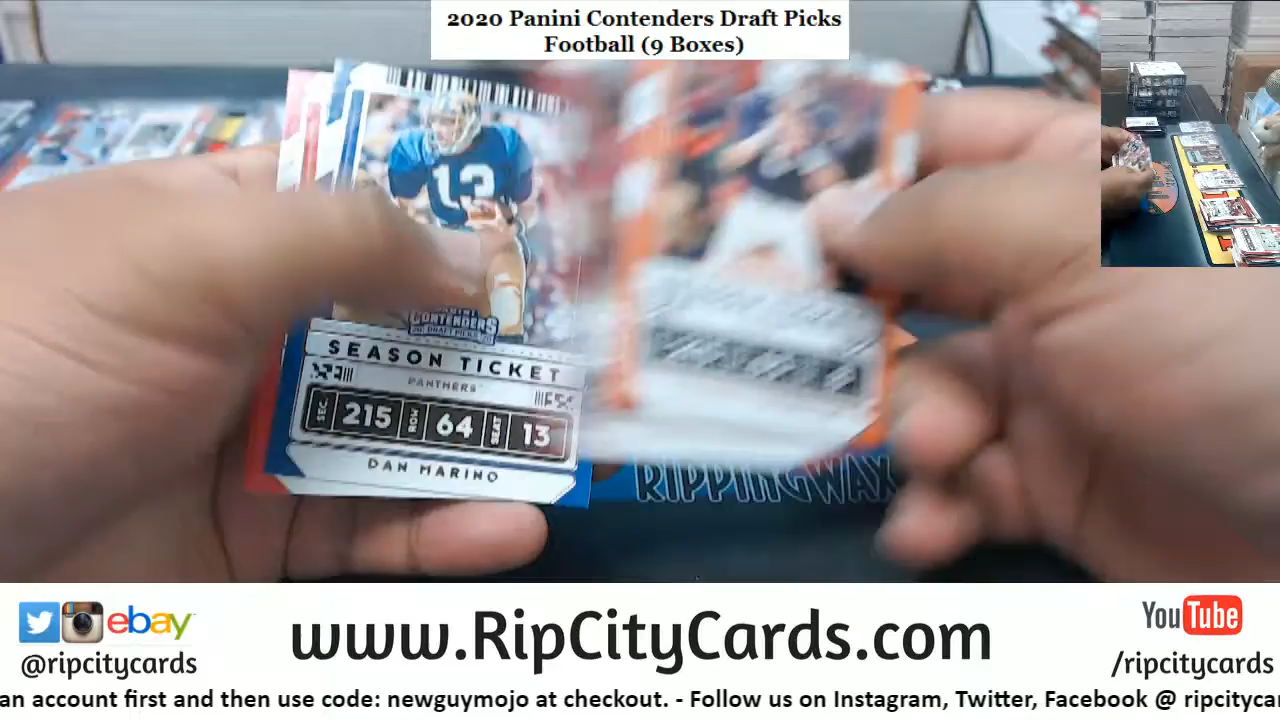 2020 Panini Contenders Draft Picks
Football (9 Boxes)
13
CONTENDERS
DRAFT PICKS
SEASON TICKET
PANTHERS
SEC 215 ROW 64 SEAT 13
DAN MARINO
RIPPINGWAX
ebay
@ripcitycards
www.RipCityCards.com
YouTube
/ripcitycards
an account first and then use code: newguymojo at checkout. - Follow us on Instagram, Twitter, Facebook @ ripcitycar